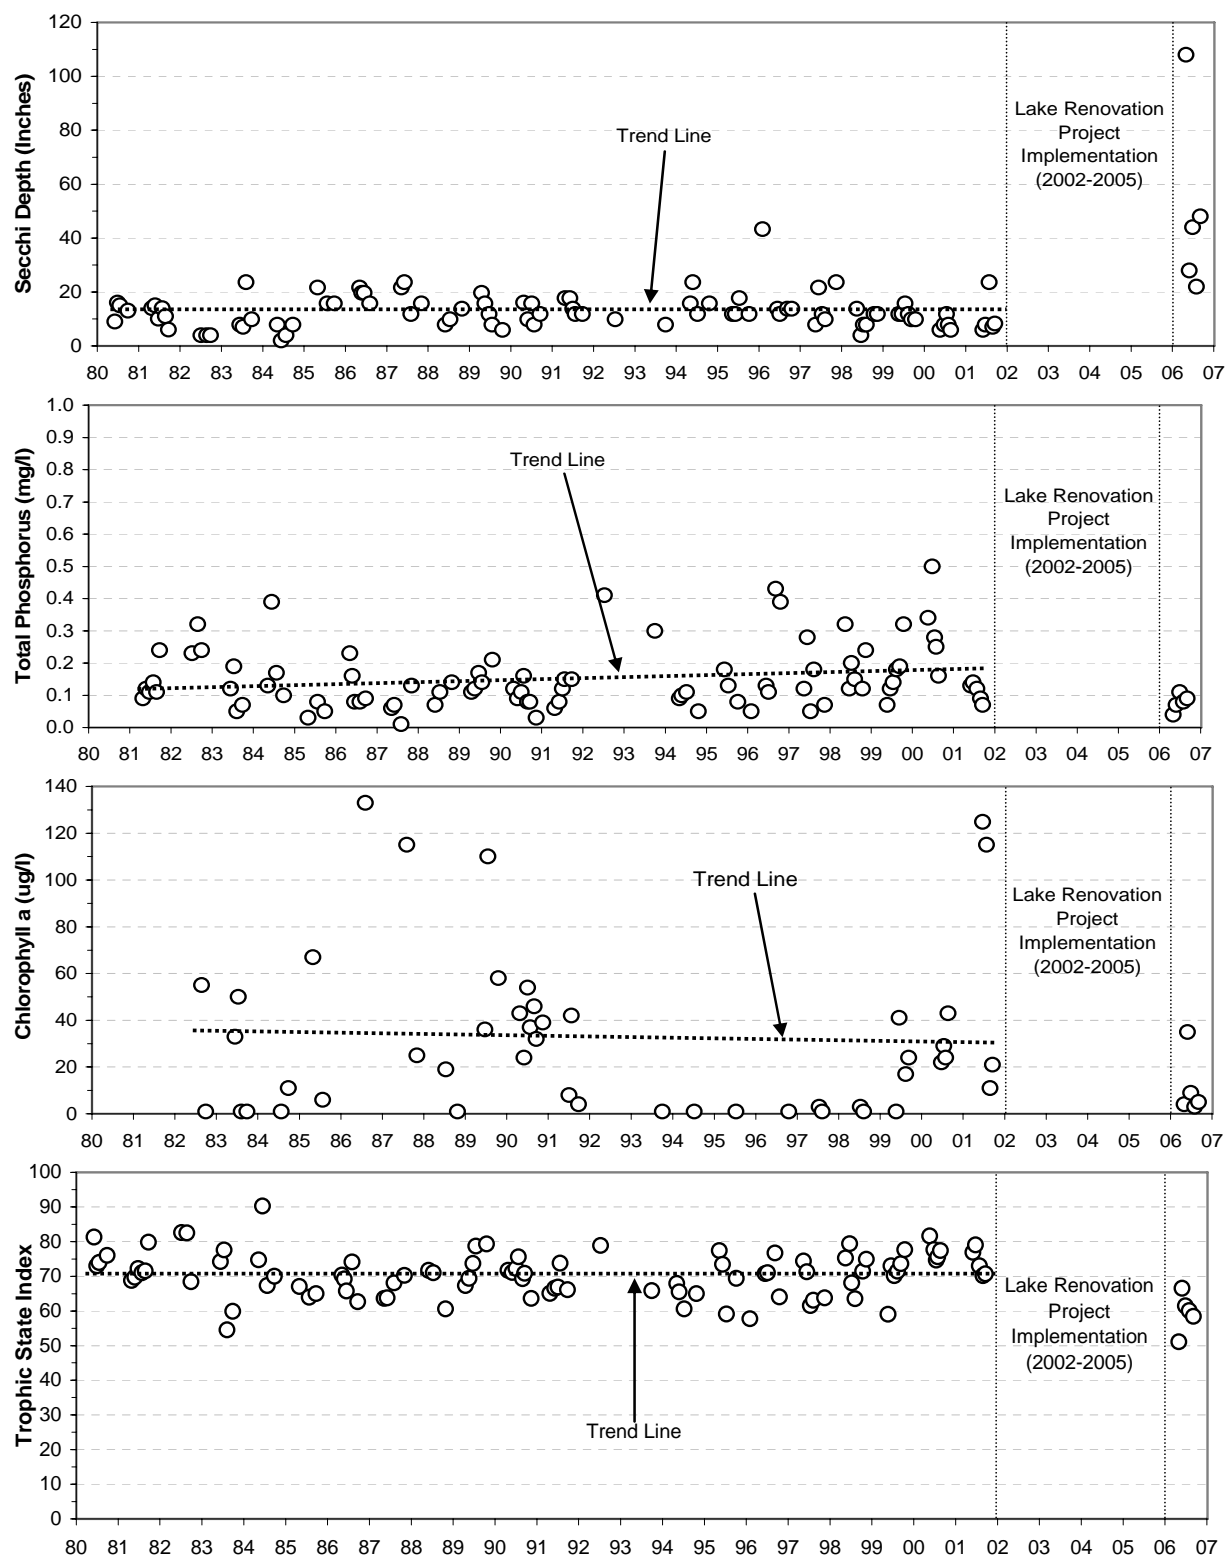 Secchi Depth (Inches)
120
100
80
60
40
20
0
Trend Line
Lake Renovation
Project
Implementation
(2002-2005)
80 81 82 83 84 85 86 87 88 89 90 91 92 93 94 95 96 97 98 99 00 01 02 03 04 05 06 07
Total Phosphorus (mg/l)
1.0
0.9
0.8
0.7
0.6
0.5
0.4
0.3
0.2
0.1
0.0
Trend Line
Lake Renovation
Project
Implementation
(2002-2005)
80 81 82 83 84 85 86 87 88 89 90 91 92 93 94 95 96 97 98 99 00 01 02 03 04 05 06 07
Chlorophyll a (ug/l)
140
120
100
80
60
40
20
0
Trend Line
Lake Renovation
Project
Implementation
(2002-2005)
80 81 82 83 84 85 86 87 88 89 90 91 92 93 94 95 96 97 98 99 00 01 02 03 04 05 06 07
Trophic State Index
100
90
80
70
60
50
40
30
20
10
0
Trend Line
Lake Renovation
Project
Implementation
(2002-2005)
80 81 82 83 84 85 86 87 88 89 90 91 92 93 94 95 96 97 98 99 00 01 02 03 04 05 06 07